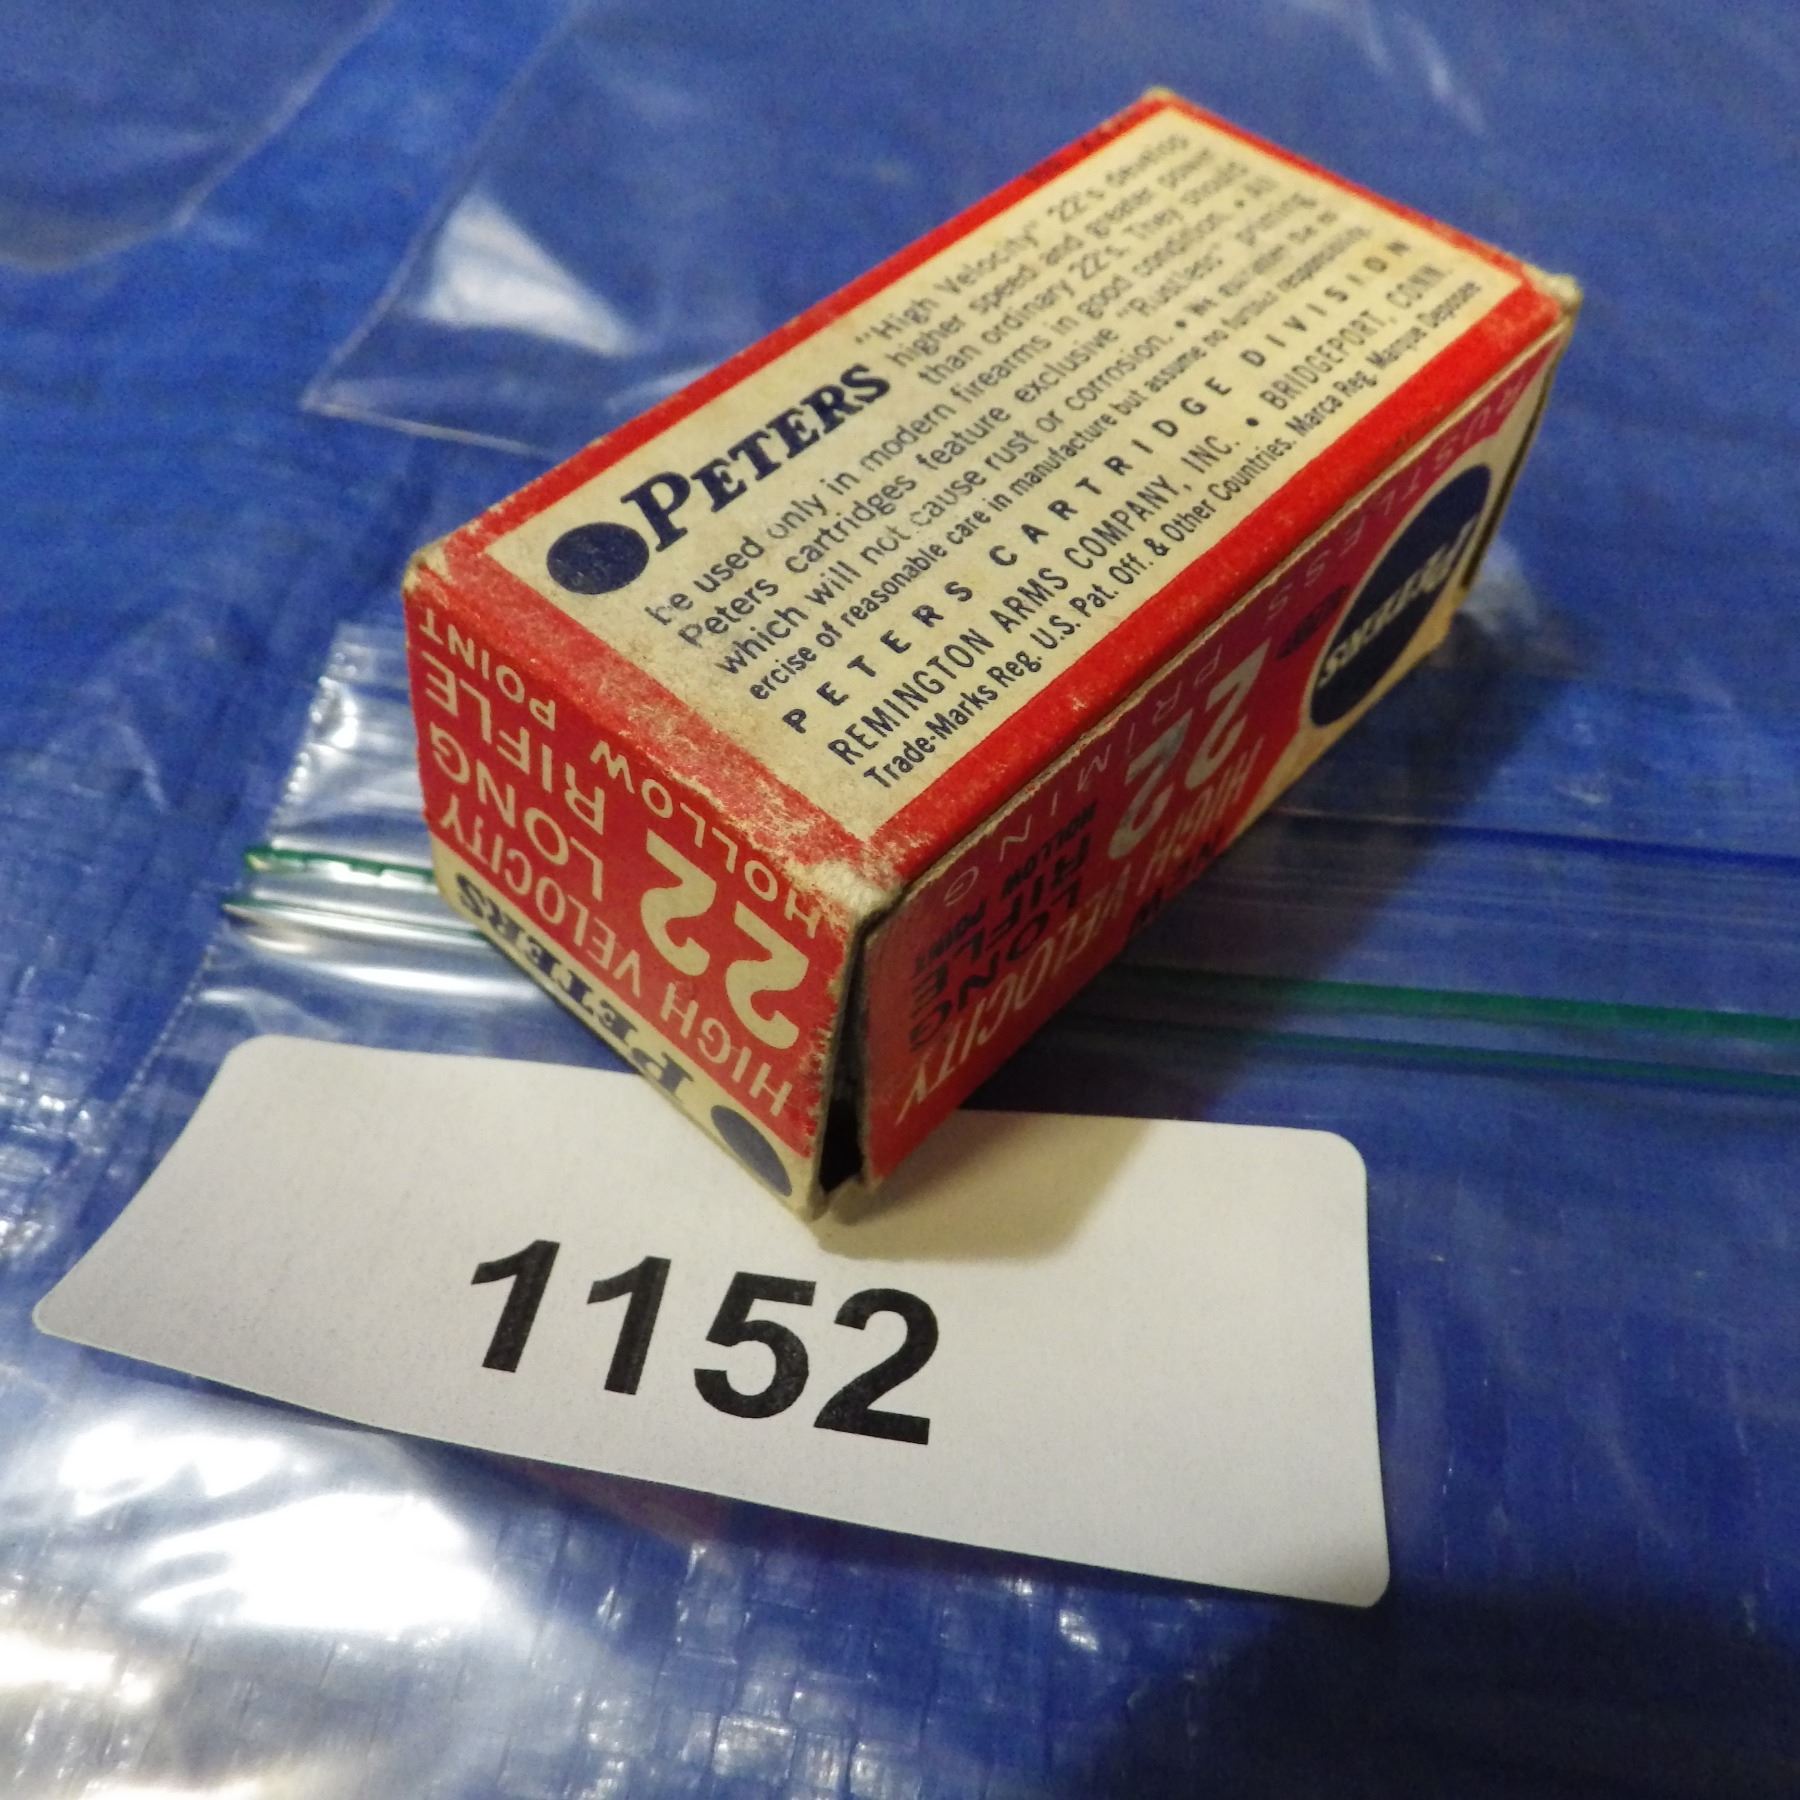 PETERS "High Velocity" 22's develop
higher speed and greater power
than ordinary 22's. They should
be used only in modern firearms in good condition. • All
Peters cartridges feature exclusive "Rustless" priming
which will not cause rust or corrosion. •
ercise of reasonable care in manufacture but assume no further responsibility.
PETERS CARTRIDGE DIVISION
REMINGTON ARMS COMPANY, INC. • BRIDGEPORT, CONN.
Trade-Marks Reg. U.S. Pat. Off. & Other Countries. Marca Reg. Marque Deposee
PETERS
HIGH VELOCITY
22 LONG RIFLE
HOLLOW POINT
RUSTLESS PRIMING
PETERS
HIGH VELOCITY
22 LONG RIFLE
HOLLOW POINT
1152